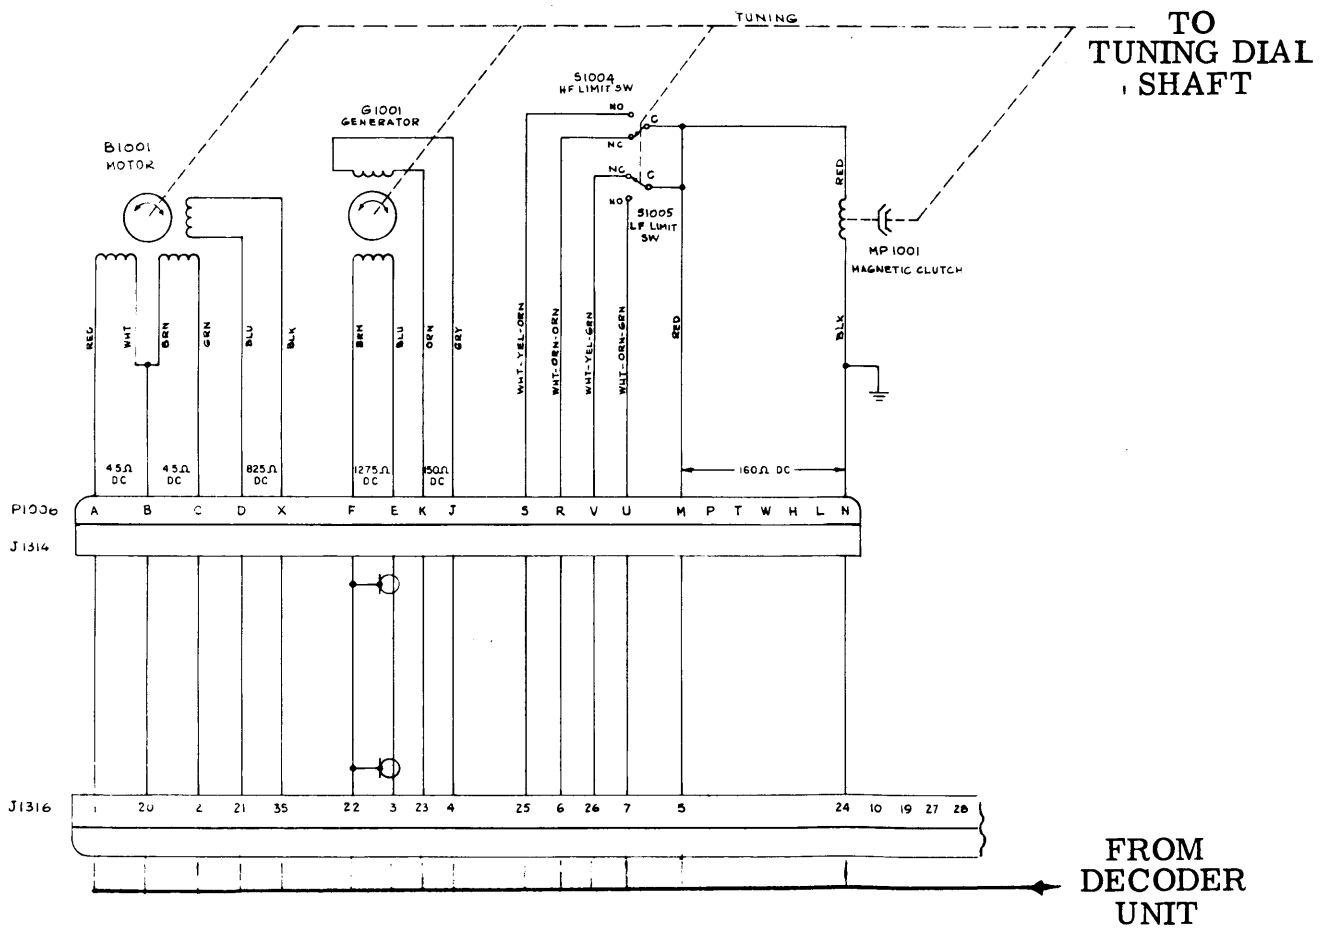 TUNING
TO
TUNING DIAL
SHAFT
S1004
HF LIMIT SW
NO
C
NC
G1001
GENERATOR
B1001
MOTOR
NC
C
NO
S1005
LF LIMIT
SW
RED
MP1001
MAGNETIC CLUTCH
RED
WHT
BRN
GRN
BLU
BLK
BRN
BLU
ORN
GRY
WHT-YEL-ORN
WHT-ORN-ORN
WHT-YEL-GRN
WHT-ORN-GRN
RED
BLK
45Ω DC
45Ω DC
825Ω DC
1275Ω DC
150Ω DC
160Ω DC
P1006 A B C D X F E K J S R V U M P T W H L N
J1314
J1316 1 20 2 21 35 22 3 23 4 25 6 26 7 5 24 10 19 27 28
FROM
DECODER
UNIT